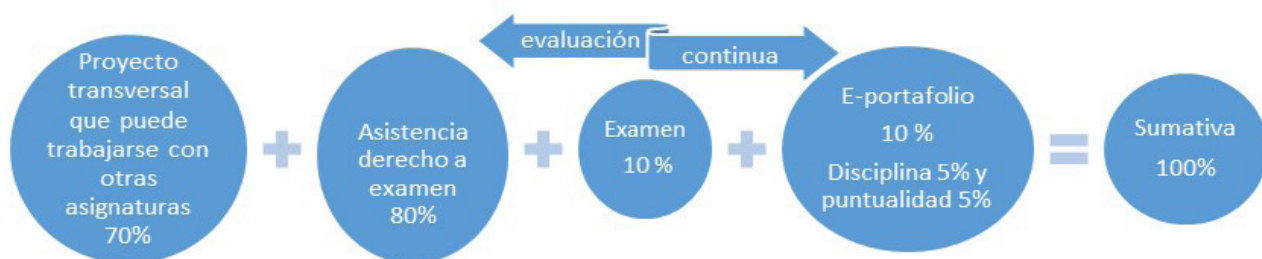 evaluación
continua
Proyecto
transversal
que puede
trabajarse con
otras
asignaturas
70%
Asistencia
derecho a
examen
80%
Examen
10 %
E-portafolio
10 %
Disciplina 5% y
puntualidad 5%
Sumativa
100%